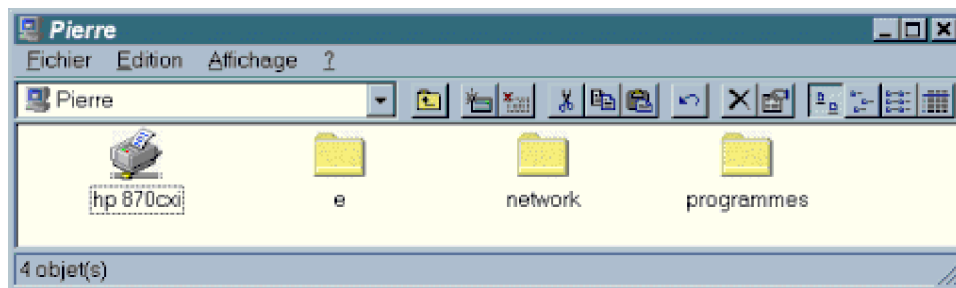 Pierre
Fichier Edition Affichage ?
Pierre
hp 870cxi e network programmes
4 objet(s)